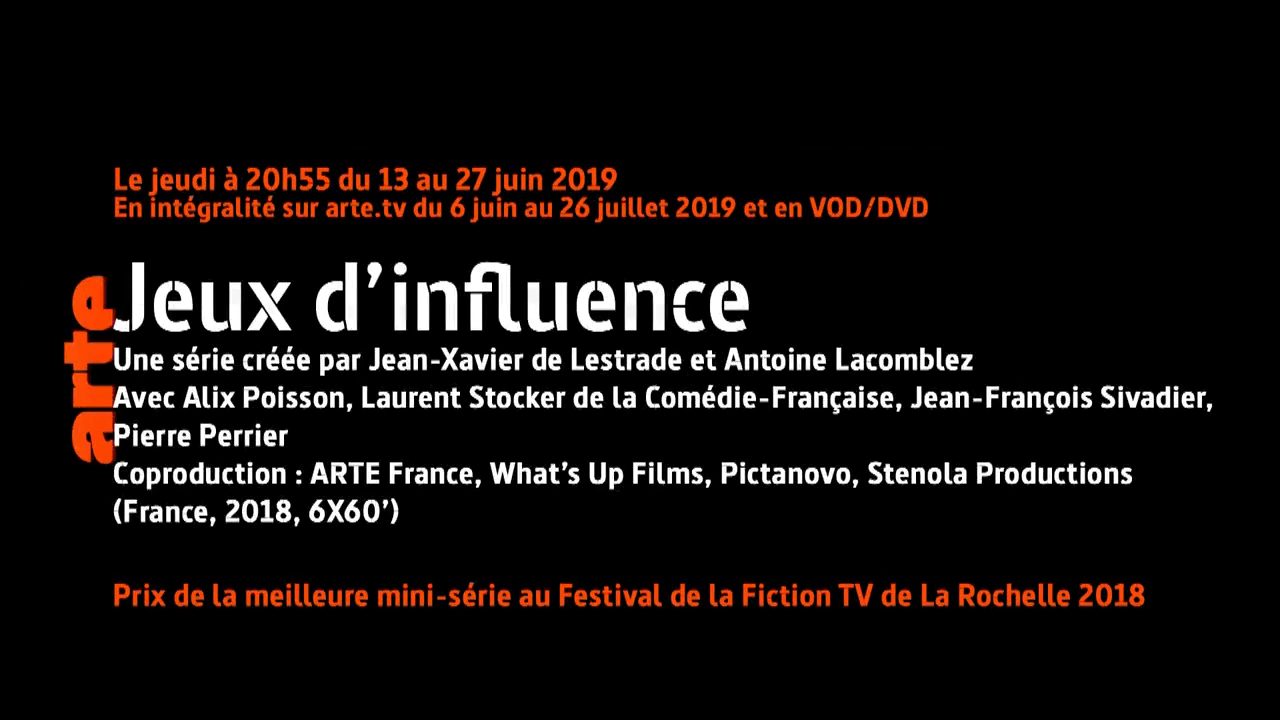 Le jeudi à 20h55 du 13 au 27 juin 2019
En intégralité sur arte.tv du 6 juin au 26 juillet 2019 et en VOD/DVD
arte
Jeux d’influence
Une série créée par Jean-Xavier de Lestrade et Antoine Lacomblez
Avec Alix Poisson, Laurent Stocker de la Comédie-Française, Jean-François Sivadier,
Pierre Perrier
Coproduction : ARTE France, What’s Up Films, Pictanovo, Stenola Productions
(France, 2018, 6X60’)
Prix de la meilleure mini-série au Festival de la Fiction TV de La Rochelle 2018